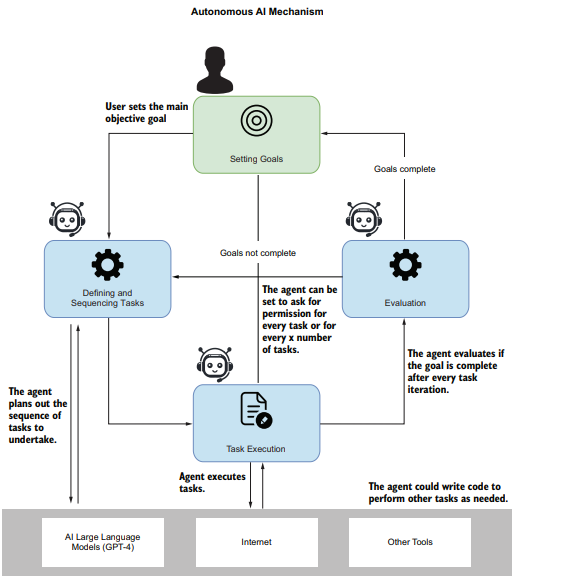 Autonomous AI Mechanism
User sets the main
objective goal
Setting Goals
Goals complete
Goals not complete
Defining and
Sequencing Tasks
Evaluation
The agent can be
set to ask for
permission for
every task or for
every x number
of tasks.
The agent evaluates if
the goal is complete
after every task
iteration.
The agent
plans out the
sequence of
tasks to
undertake.
Task Execution
Agent executes
tasks.
The agent could write code to
perform other tasks as needed.
AI Large Language
Models (GPT-4)
Internet
Other Tools